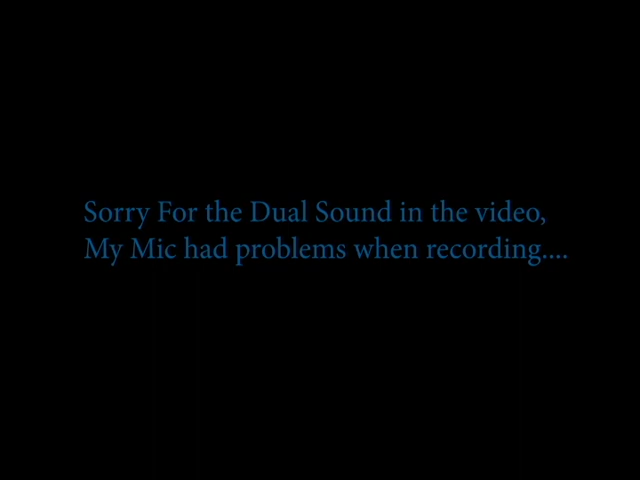 Sorry For the Dual Sound in the video,
My Mic had problems when recording....